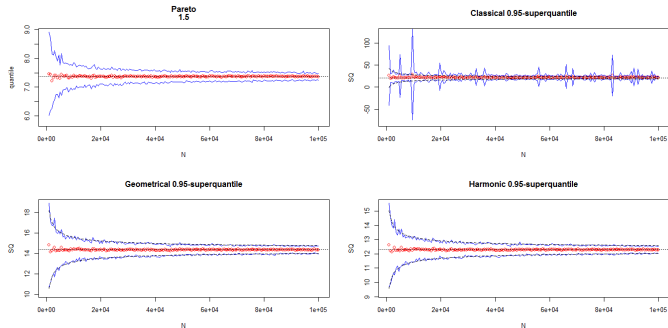 Pareto
1.5
quantile
6.0
7.0
8.0
9.0
0e+00
2e+04
4e+04
6e+04
8e+04
1e+05
N
Classical 0.95-superquantile
SQ
-50
0
50
100
0e+00
2e+04
4e+04
6e+04
8e+04
1e+05
N
Geometrical 0.95-superquantile
SQ
10
12
14
16
18
0e+00
2e+04
4e+04
6e+04
8e+04
1e+05
N
Harmonic 0.95-superquantile
SQ
9
10
11
12
13
14
15
0e+00
2e+04
4e+04
6e+04
8e+04
1e+05
N